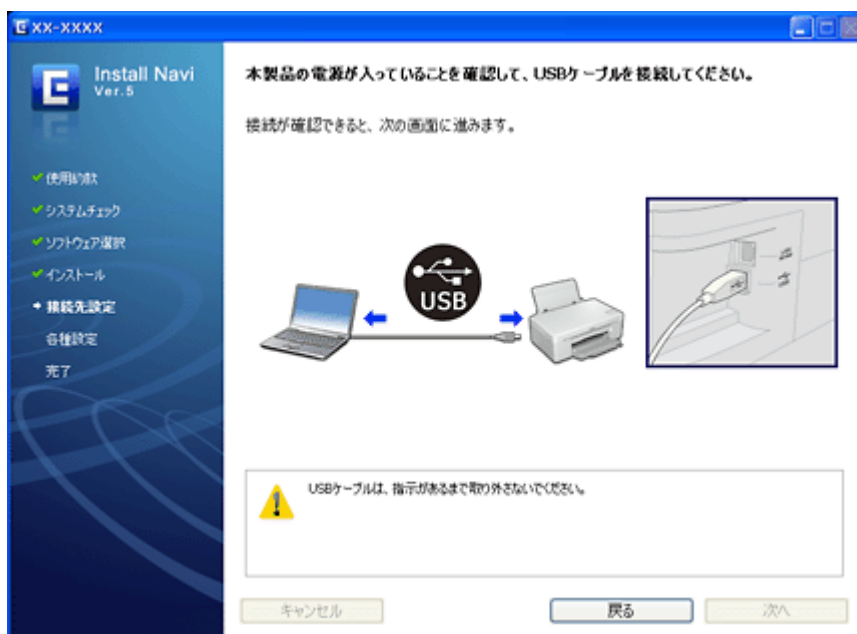 XX-XXXX
Install Navi
Ver.5
本製品の電源が入っていることを確認して、USBケーブルを接続してください。
接続が確認できると、次の画面に進みます。
使用約款
システムチェック
ソフトウェア選択
インストール
接続先設定
各種設定
完了
USB
USBケーブルは、指示があるまで取り外さないでください。
キャンセル
戻る
次へ